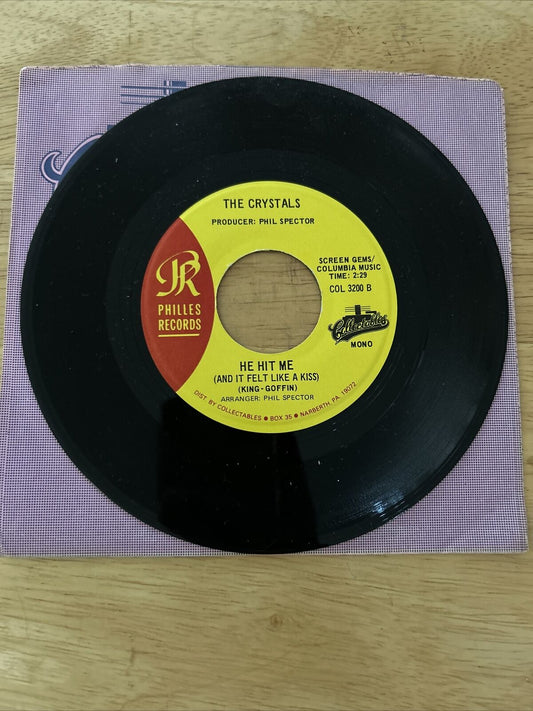 THE CRYSTALS
PRODUCER: PHIL SPECTOR
SCREEN GEMS/
COLUMBIA MUSIC
TIME: 2:29
COL 3200 B
PR
PHILLES
RECORDS
Collectables
MONO
HE HIT ME
(AND IT FELT LIKE A KISS)
(KING-GOFFIN)
ARRANGER: PHIL SPECTOR
DIST. BY COLLECTABLES ● BOX 35 ● NARBERTH, PA. 19072